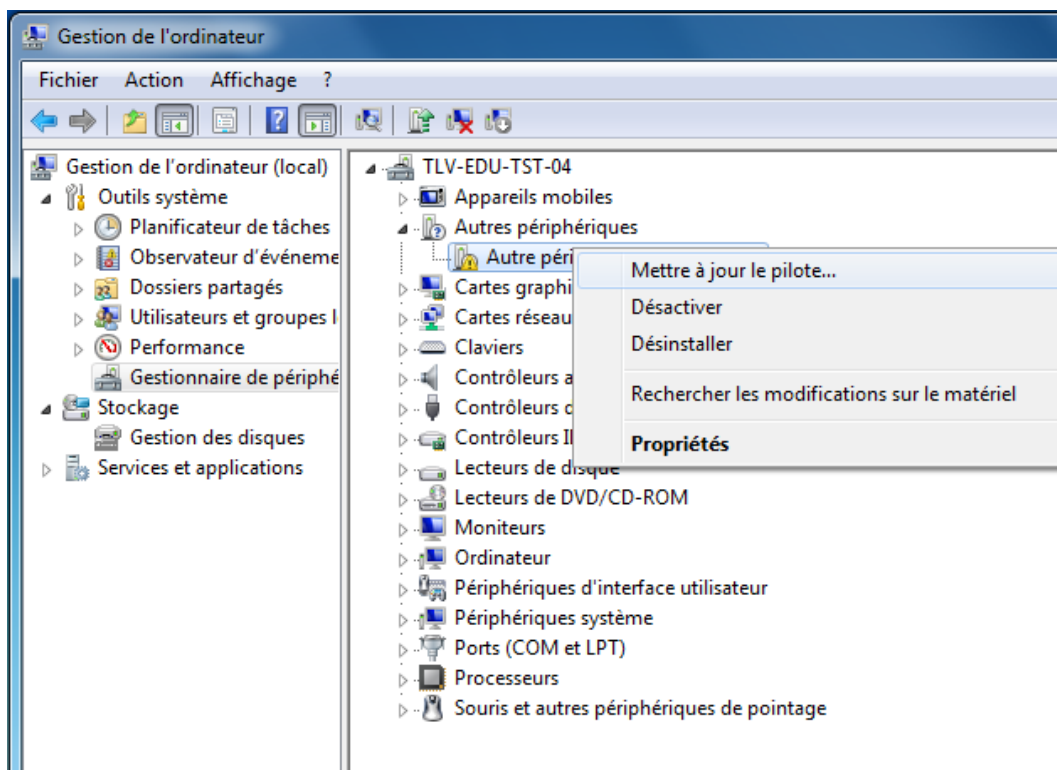 Gestion de l'ordinateur
Fichier Action Affichage ?
Gestion de l'ordinateur (local)
Outils système
Planificateur de tâches
Observateur d'événeme
Dossiers partagés
Utilisateurs et groupes l
Performance
Gestionnaire de périphé
Stockage
Gestion des disques
Services et applications
TLV-EDU-TST-04
Appareils mobiles
Autres périphériques
Autre péri
Cartes graphi
Cartes réseau
Claviers
Contrôleurs a
Contrôleurs d
Contrôleurs I
Lecteurs de disque
Lecteurs de DVD/CD-ROM
Moniteurs
Ordinateur
Périphériques d'interface utilisateur
Périphériques système
Ports (COM et LPT)
Processeurs
Souris et autres périphériques de pointage
Mettre à jour le pilote...
Désactiver
Désinstaller
Rechercher les modifications sur le matériel
Propriétés